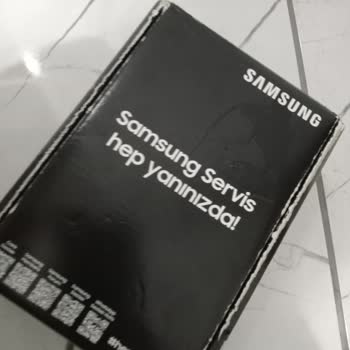 SAMSUNG
Samsung Servis
hep yanınızda!